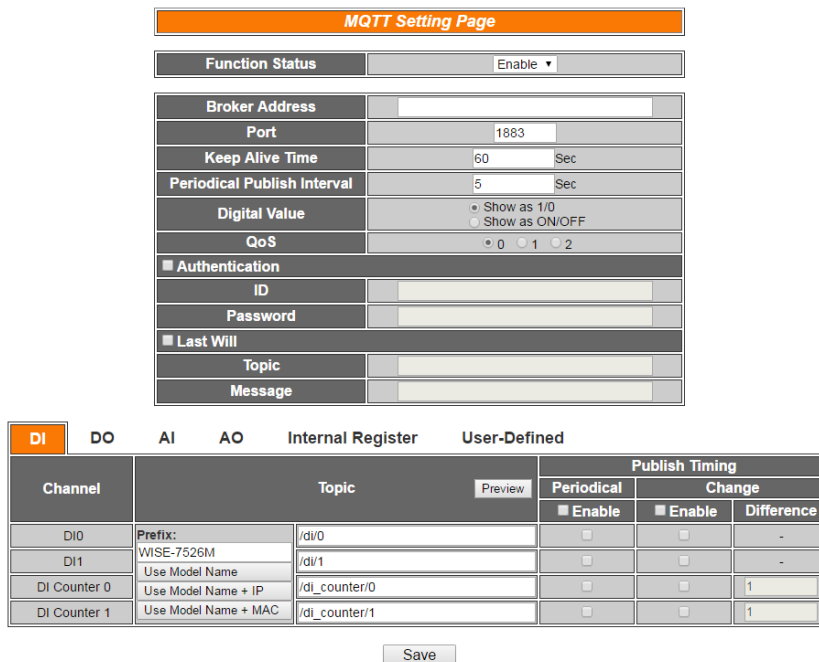 MQTT Setting Page
Function Status Enable
Broker Address
Port 1883
Keep Alive Time 60 Sec
Periodical Publish Interval 5 Sec
Digital Value Show as 1/0
Show as ON/OFF
QoS 0 1 2
Authentication
ID
Password
Last Will
Topic
Message
DI DO AI AO Internal Register User-Defined
Channel Topic Preview Publish Timing
Periodical Change
Enable Enable Difference
DI0 Prefix: /di/0 -
WISE-7526M
DI1 /di/1 -
Use Model Name
DI Counter 0 Use Model Name + IP /di_counter/0 1
DI Counter 1 Use Model Name + MAC /di_counter/1 1
Save